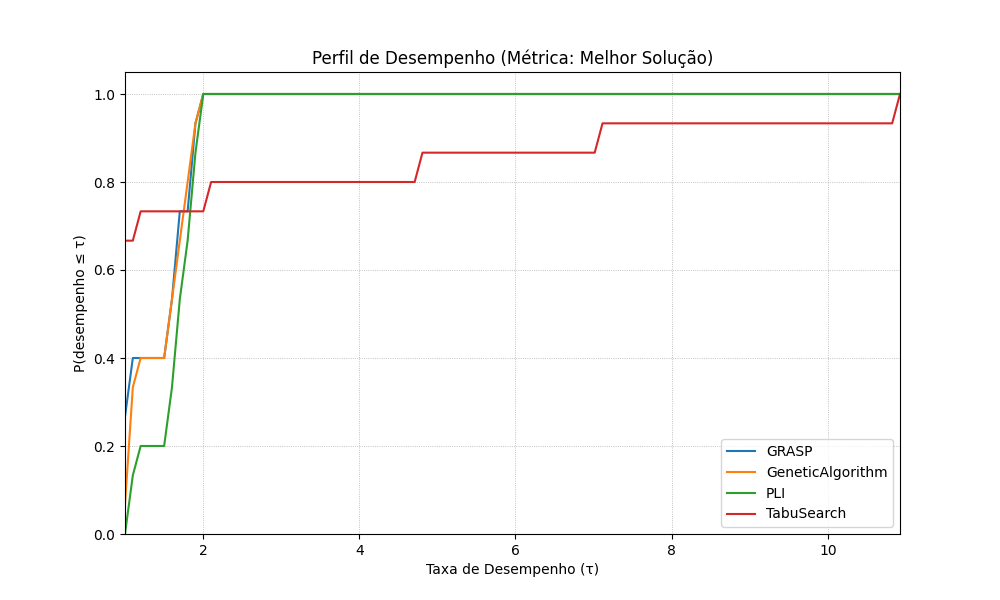 Perfil de Desempenho (Métrica: Melhor Solução)
P(desempenho ≤ τ)
1.0
0.8
0.6
0.4
0.2
0.0
2
4
6
8
10
Taxa de Desempenho (τ)
GRASP
GeneticAlgorithm
PLI
TabuSearch